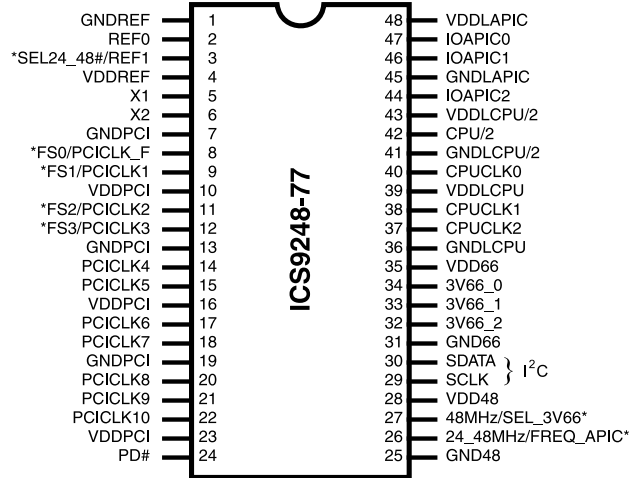 GNDREF 1 48 VDDLAPIC
REF0 2 47 IOAPIC0
*SEL24_48#/REF1 3 46 IOAPIC1
VDDREF 4 45 GNDLAPIC
X1 5 44 IOAPIC2
X2 6 43 VDDLCPU/2
GNDPCI 7 42 CPU/2
*FS0/PCICLK_F 8 41 GNDLCPU/2
*FS1/PCICLK1 9 40 CPUCLK0
VDDPCI 10 39 VDDLCPU
*FS2/PCICLK2 11 38 CPUCLK1
*FS3/PCICLK3 12 37 CPUCLK2
GNDPCI 13 36 GNDLCPU
PCICLK4 14 35 VDD66
PCICLK5 15 34 3V66_0
VDDPCI 16 33 3V66_1
PCICLK6 17 32 3V66_2
PCICLK7 18 31 GND66
GNDPCI 19 30 SDATA
PCICLK8 20 29 SCLK } I²C
PCICLK9 21 28 VDD48
PCICLK10 22 27 48MHz/SEL_3V66*
VDDPCI 23 26 24_48MHz/FREQ_APIC*
PD# 24 25 GND48
ICS9248-77